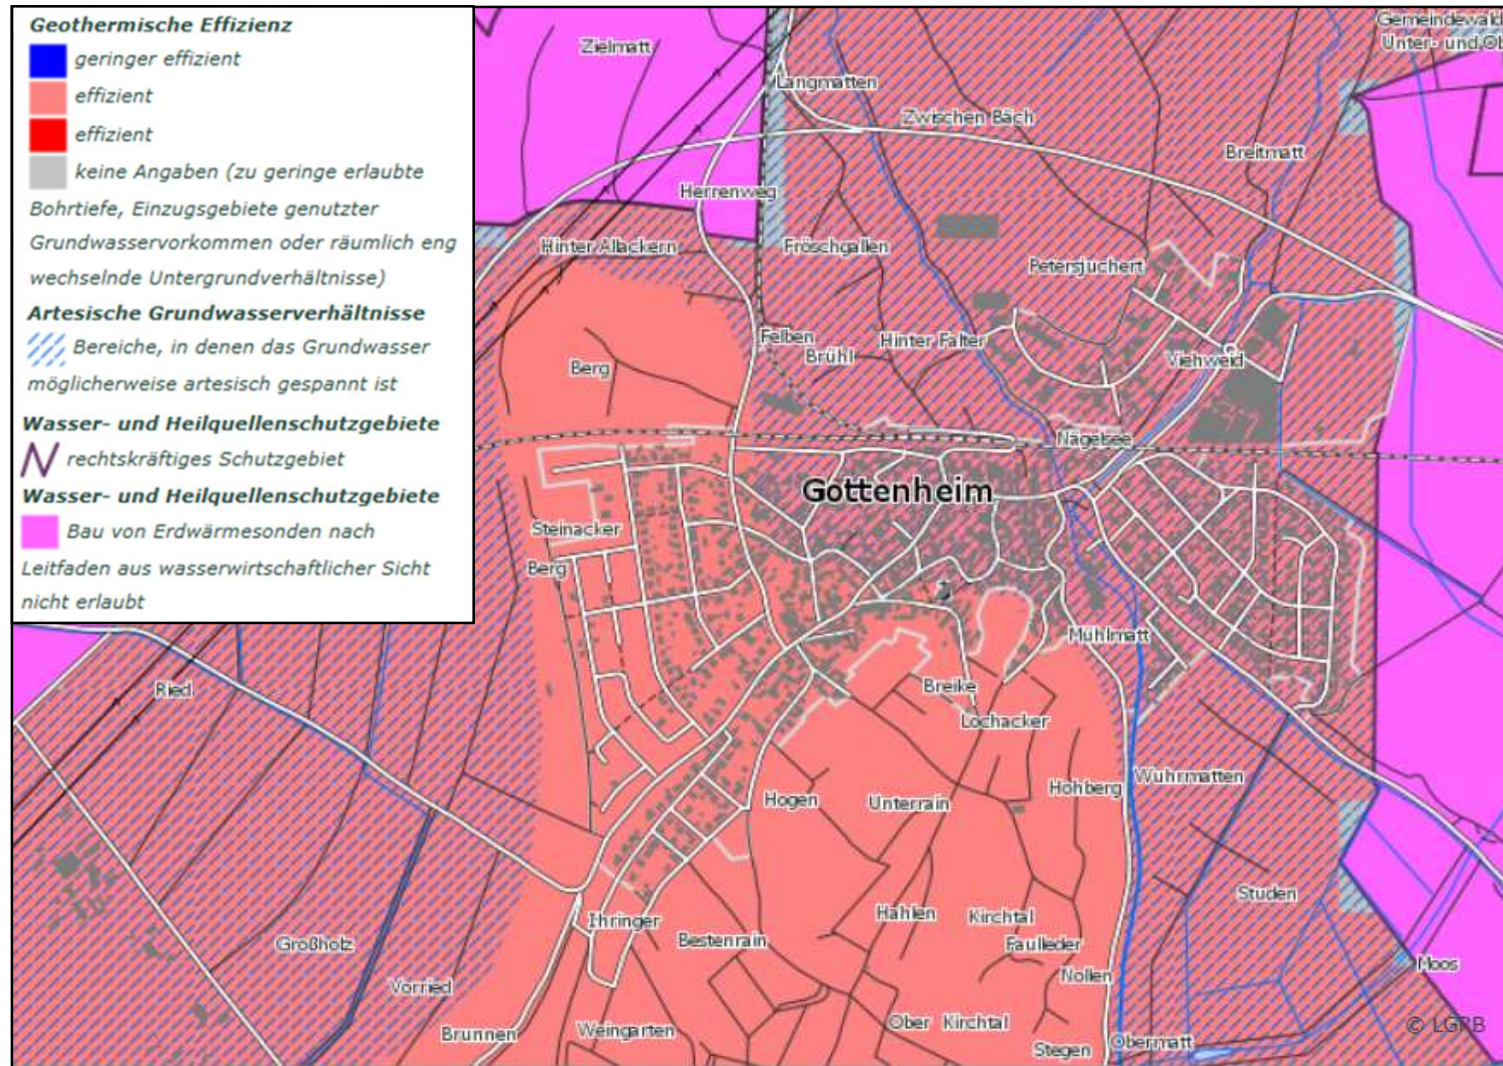 Geothermische Effizienz
geringer effizient
effizient
effizient
keine Angaben (zu geringe erlaubte
Bohrtiefe, Einzugsgebiete genutzter
Grundwasservorkommen oder räumlich eng
wechselnde Untergrundverhältnisse)
Artesische Grundwasserverhältnisse
Bereiche, in denen das Grundwasser
möglicherweise artesisch gespannt ist
Wasser- und Heilquellenschutzgebiete
rechtskräftiges Schutzgebiet
Wasser- und Heilquellenschutzgebiete
Bau von Erdwärmesonden nach
Leitfaden aus wasserwirtschaftlicher Sicht
nicht erlaubt
Gemeindewald
Unter- und Ob
Zielmatt
Langmatten
Zwischen Bäch
Breitmatt
Herrenweg
Hinter Allackern
Fröschgallen
Petersjuchert
Felben
Brühl
Hinter Falter
Viehweid
Berg
Nägelsee
Gottenheim
Steinacker
Berg
Mühlmatt
Ried
Breike
Lochacker
Hogen
Unterrain
Hohberg
Wuhrmatten
Studen
Ihringer
Bestenrain
Hahlen
Kirchtal
Faulleder
Großholz
Nollen
Moos
Vorried
Brunnen
Weingarten
Ober Kirchtal
Stegen
Obermatt
© LGRB